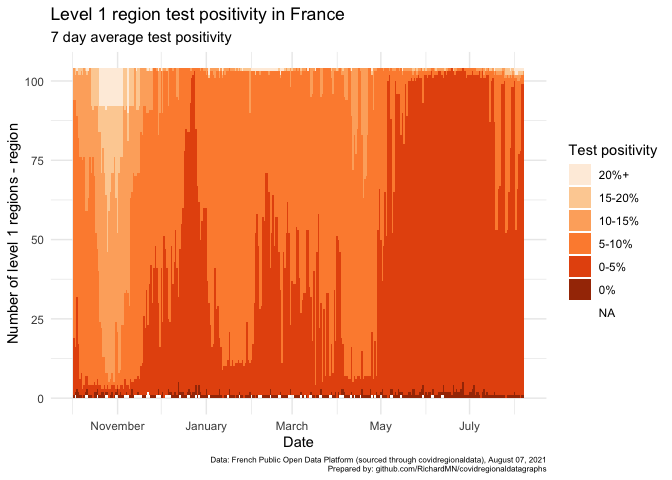 Level 1 region test positivity in France
7 day average test positivity
Number of level 1 regions - region
100
75
50
25
0
November
January
March
May
July
Date
Test positivity
20%+
15-20%
10-15%
5-10%
0-5%
0%
NA
Data: French Public Open Data Platform (sourced through covidregionaldata), August 07, 2021
Prepared by: github.com/RichardMN/covidregionaldatagraphs